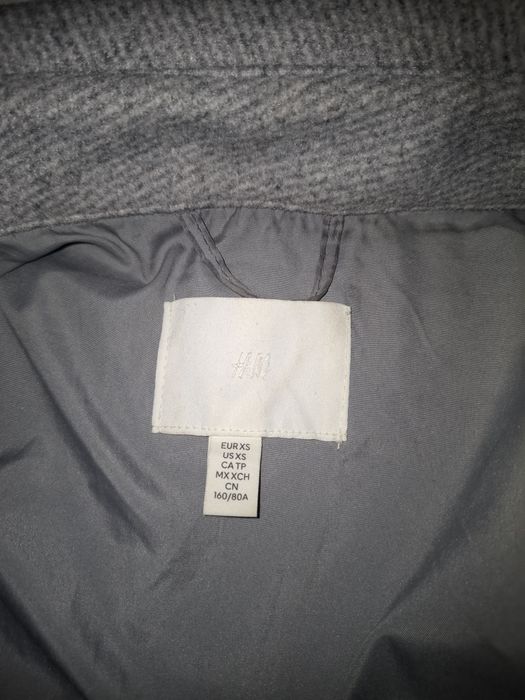 H&M
EUR XS
US XS
CA TP
MX XCH
CN
160/80A